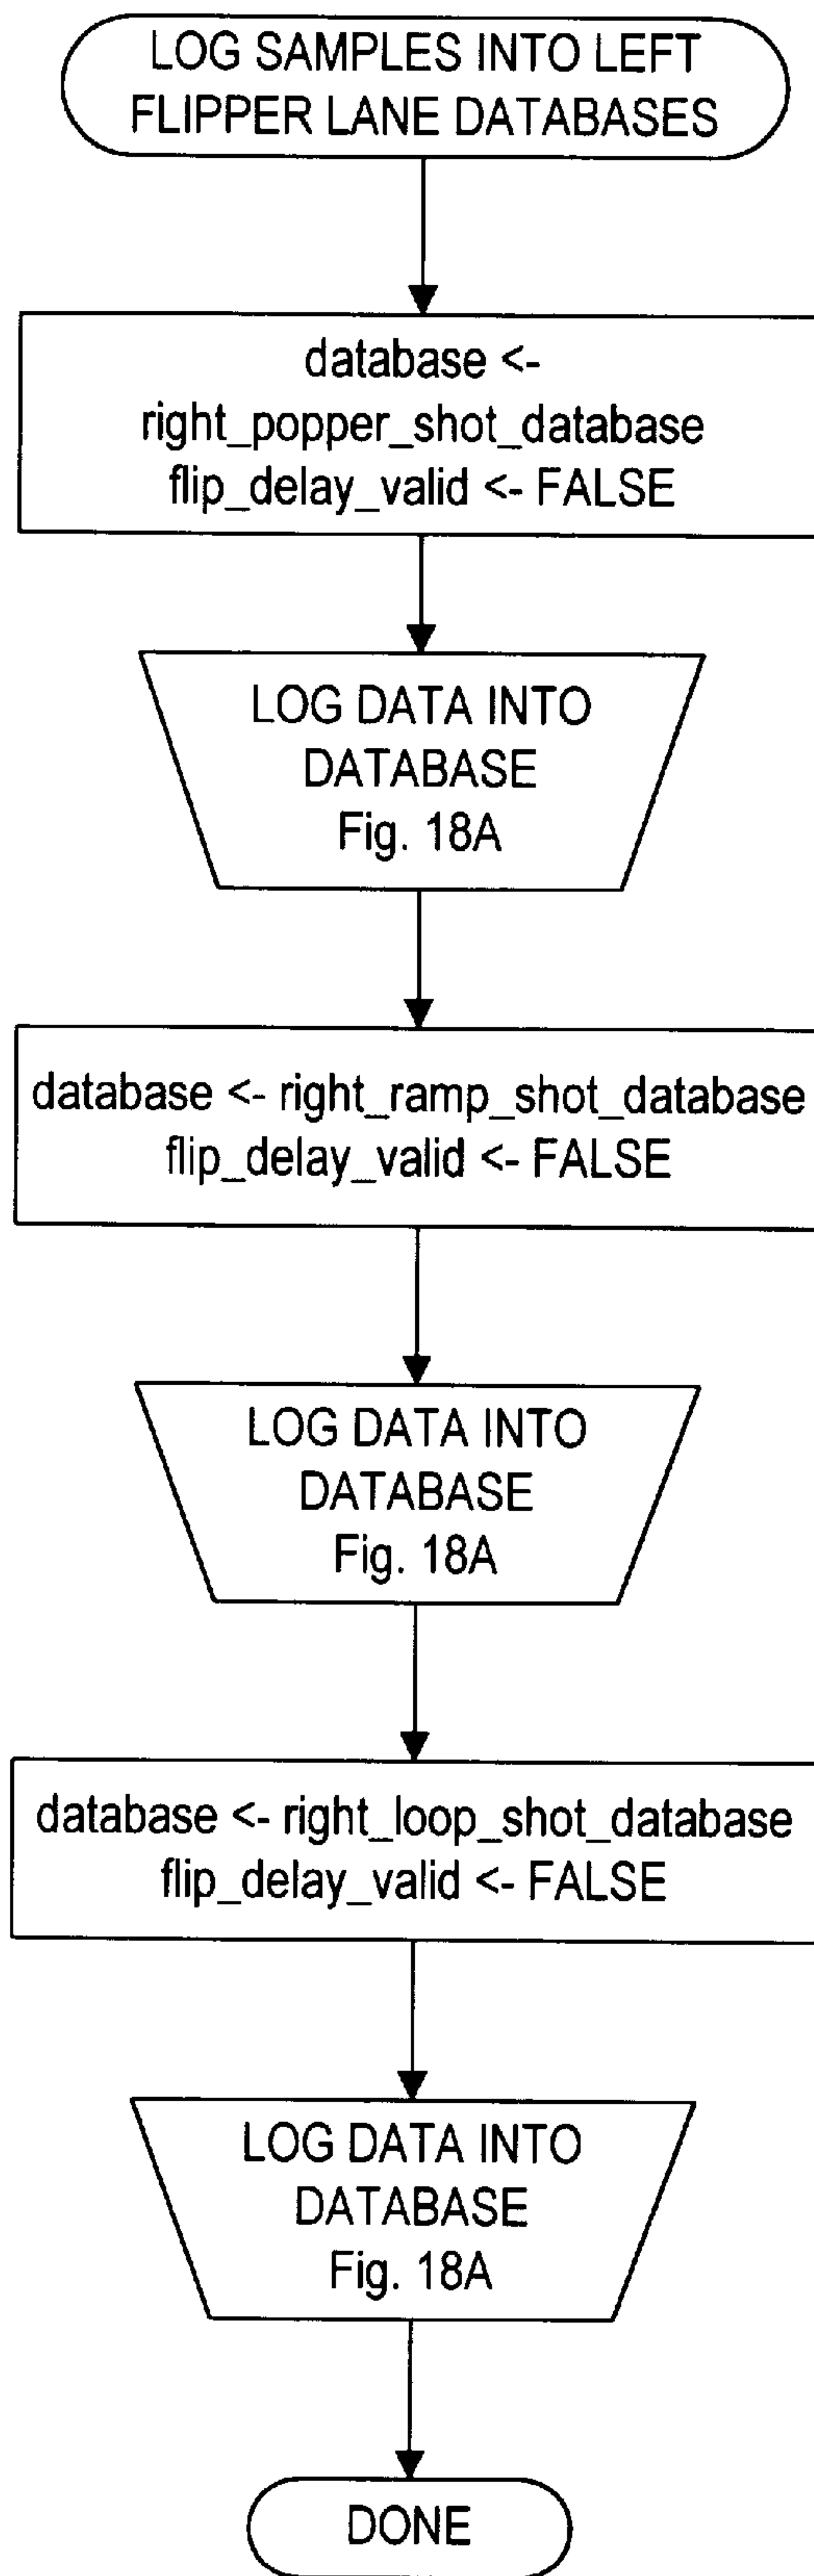 LOG SAMPLES INTO LEFT
FLIPPER LANE DATABASES
database <-
right_popper_shot_database
flip_delay_valid <- FALSE
LOG DATA INTO
DATABASE
Fig. 18A
database <- right_ramp_shot_database
flip_delay_valid <- FALSE
LOG DATA INTO
DATABASE
Fig. 18A
database <- right_loop_shot_database
flip_delay_valid <- FALSE
LOG DATA INTO
DATABASE
Fig. 18A
DONE